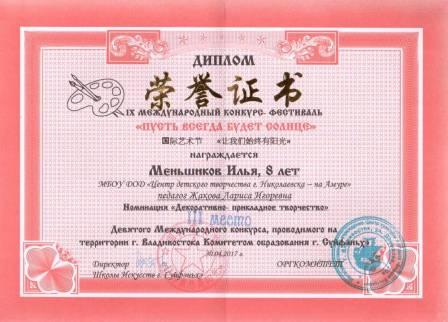 ДИПЛОМ
荣誉证书
IX МЕЖДУНАРОДНЫЙ КОНКУРС- ФЕСТИВАЛЬ
«ПУСТЬ ВСЕГДА БУДЕТ СОЛНЦЕ»
国际艺术节 «让我们始终有阳光»
НАГРАЖДАЕТСЯ
Меньшиков Илья, 8 лет
МБОУ ДОД «Центр детского творчества г. Николаевска – на Амуре»
педагог Жакова Лариса Игоревна
Номинация «Декоративно- прикладное творчество»
III место
Девятого Международного конкурса, проводимого на
территории г. Владивостока Комитетом образования г. Суйфэньхэ
30.04.2017 г.
Директор
ОРГКОМИТЕТ
Школы Искусств г. Суйфэньхэ